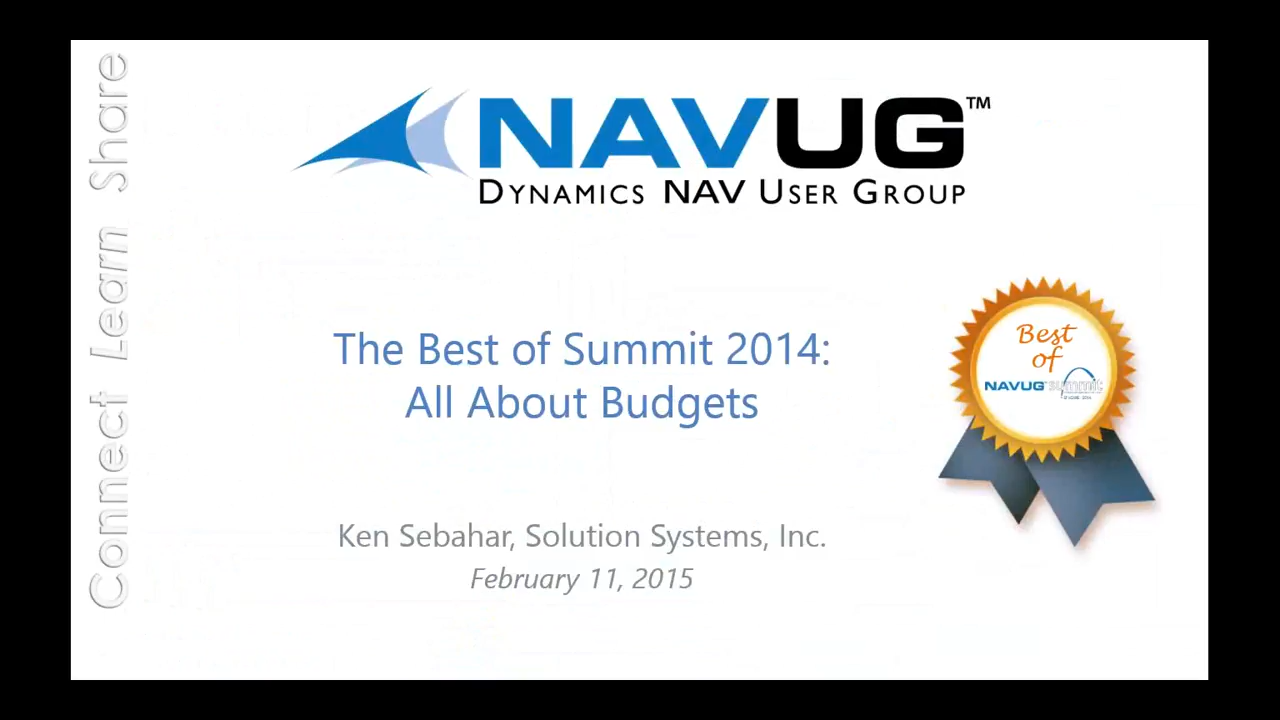 Connect Learn Share
NAVUG™
DYNAMICS NAV USER GROUP
The Best of Summit 2014:
All About Budgets
Best
of
NAVUG summit
Ken Sebahar, Solution Systems, Inc.
February 11, 2015